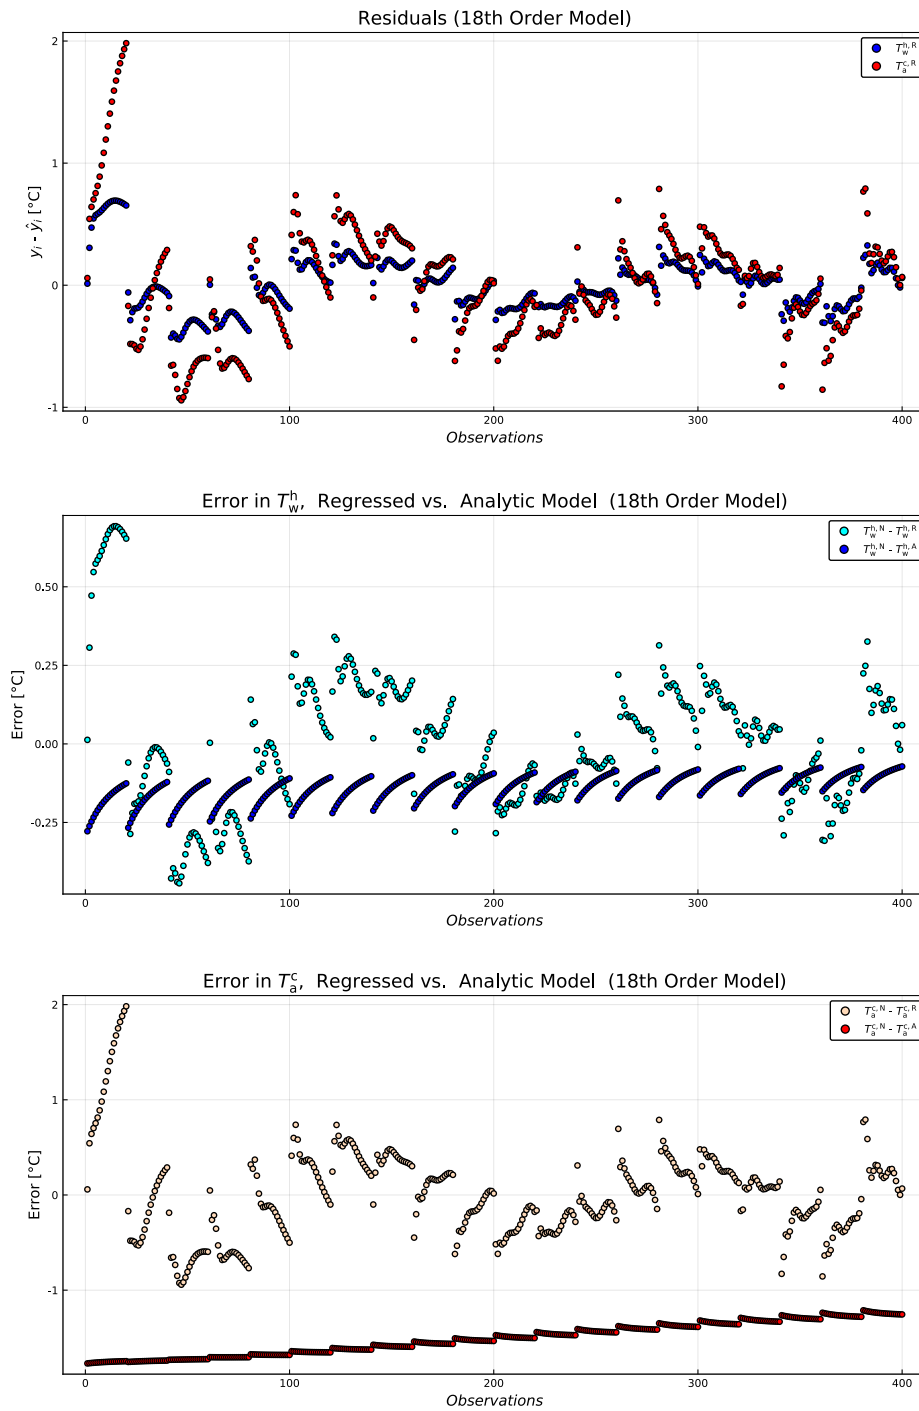 Residuals (18th Order Model)
2
1
0
-1
y_i - ŷ_i [°C]
T_w^{h,R}
T_a^{c,R}
0
100
200
300
400
Observations
Error in T_w^h, Regressed vs. Analytic Model (18th Order Model)
0.50
0.25
0.00
-0.25
Error [°C]
T_w^{h,N} - T_w^{h,R}
T_w^{h,N} - T_w^{h,A}
0
100
200
300
400
Observations
Error in T_a^c, Regressed vs. Analytic Model (18th Order Model)
2
1
0
-1
Error [°C]
T_a^{c,N} - T_a^{c,R}
T_a^{c,N} - T_a^{c,A}
0
100
200
300
400
Observations